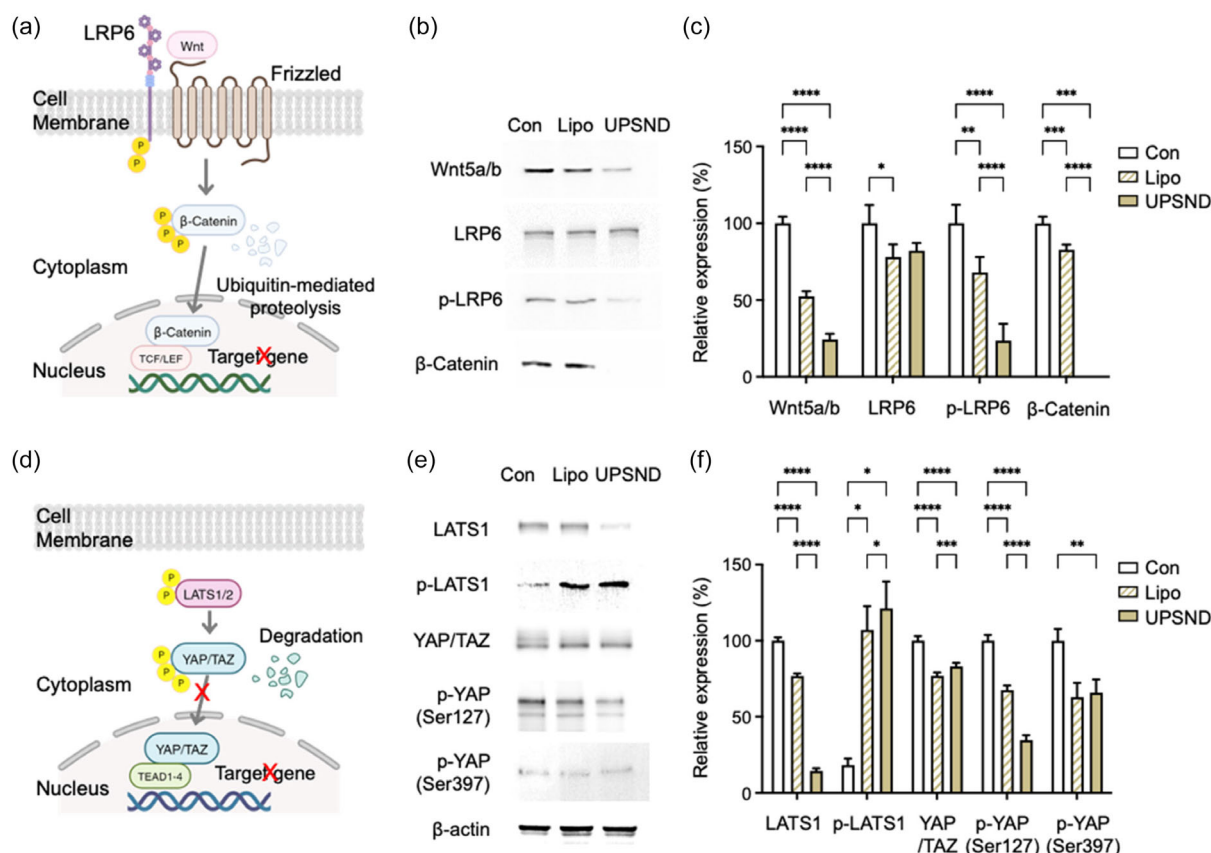 (a)
LRP6
Wnt
Frizzled
Cell
Membrane
P
P
P
P
P
β-Catenin
Cytoplasm
Ubiquitin-mediated
proteolysis
β-Catenin
TCF/LEF
Target gene
Nucleus
(b)
Con Lipo UPSND
Wnt5a/b
LRP6
p-LRP6
β-Catenin
(c)
**** **** ***
**** ** ***
**** * **** ****
Con
Lipo
UPSND
Relative expression (%)
150
100
50
0
Wnt5a/b LRP6 p-LRP6 β-Catenin
(d)
Cell
Membrane
P
P
LATS1/2
Degradation
P
P
P
YAP/TAZ
Cytoplasm
YAP/TAZ
TEAD1-4
Target gene
Nucleus
(e)
Con Lipo UPSND
LATS1
p-LATS1
YAP/TAZ
p-YAP
(Ser127)
p-YAP
(Ser397)
β-actin
(f)
**** * **** **** **
**** * **** ****
**** * *** ****
Con
Lipo
UPSND
Relative expression (%)
150
100
50
0
LATS1 p-LATS1 YAP p-YAP p-YAP
/TAZ (Ser127) (Ser397)